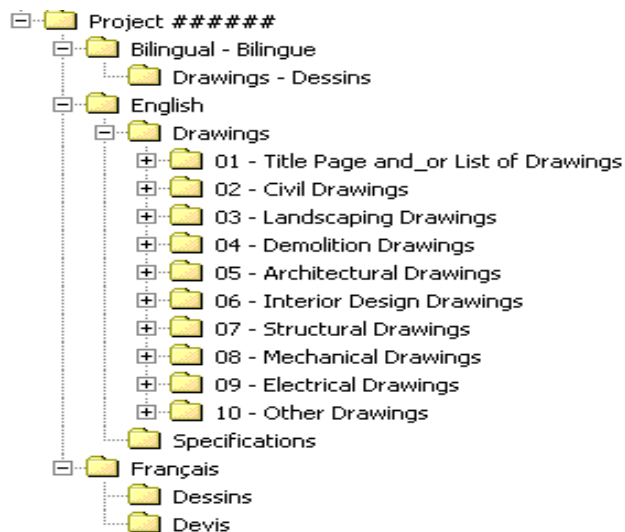 Project ######
Bilingual - Bilingue
Drawings - Dessins
English
Drawings
01 - Title Page and_or List of Drawings
02 - Civil Drawings
03 - Landscaping Drawings
04 - Demolition Drawings
05 - Architectural Drawings
06 - Interior Design Drawings
07 - Structural Drawings
08 - Mechanical Drawings
09 - Electrical Drawings
10 - Other Drawings
Specifications
Français
Dessins
Devis